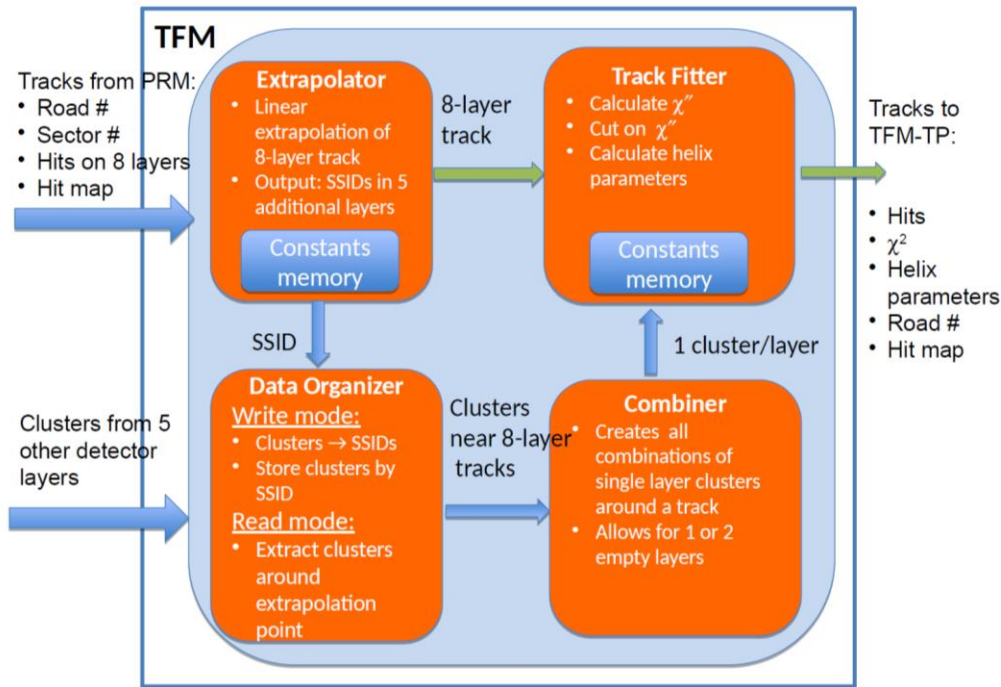 TFM
Tracks from PRM:
• Road #
• Sector #
• Hits on 8 layers
• Hit map
Extrapolator
• Linear
extrapolation of
8-layer track
• Output: SSIDs in 5
additional layers
Constants
memory
8-layer
track
Track Fitter
• Calculate χ″
• Cut on χ″
• Calculate helix
parameters
Constants
memory
Tracks to
TFM-TP:
• Hits
• χ²
• Helix
parameters
• Road #
• Hit map
SSID
1 cluster/layer
Clusters from 5
other detector
layers
Data Organizer
Write mode:
• Clusters → SSIDs
• Store clusters by
SSID
Read mode:
• Extract clusters
around
extrapolation
point
Clusters
near 8-layer
tracks
Combiner
• Creates all
combinations of
single layer clusters
around a track
• Allows for 1 or 2
empty layers